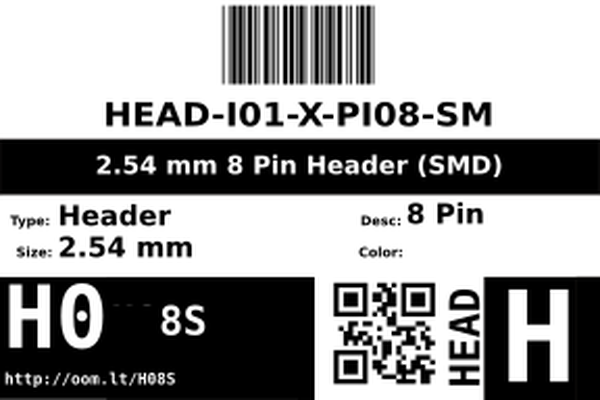 HEAD-I01-X-PI08-SM
2.54 mm 8 Pin Header (SMD)
Type: Header
Desc: 8 Pin
Size: 2.54 mm
Color:
H0 8S
HEAD
H
http://oom.lt/H08S